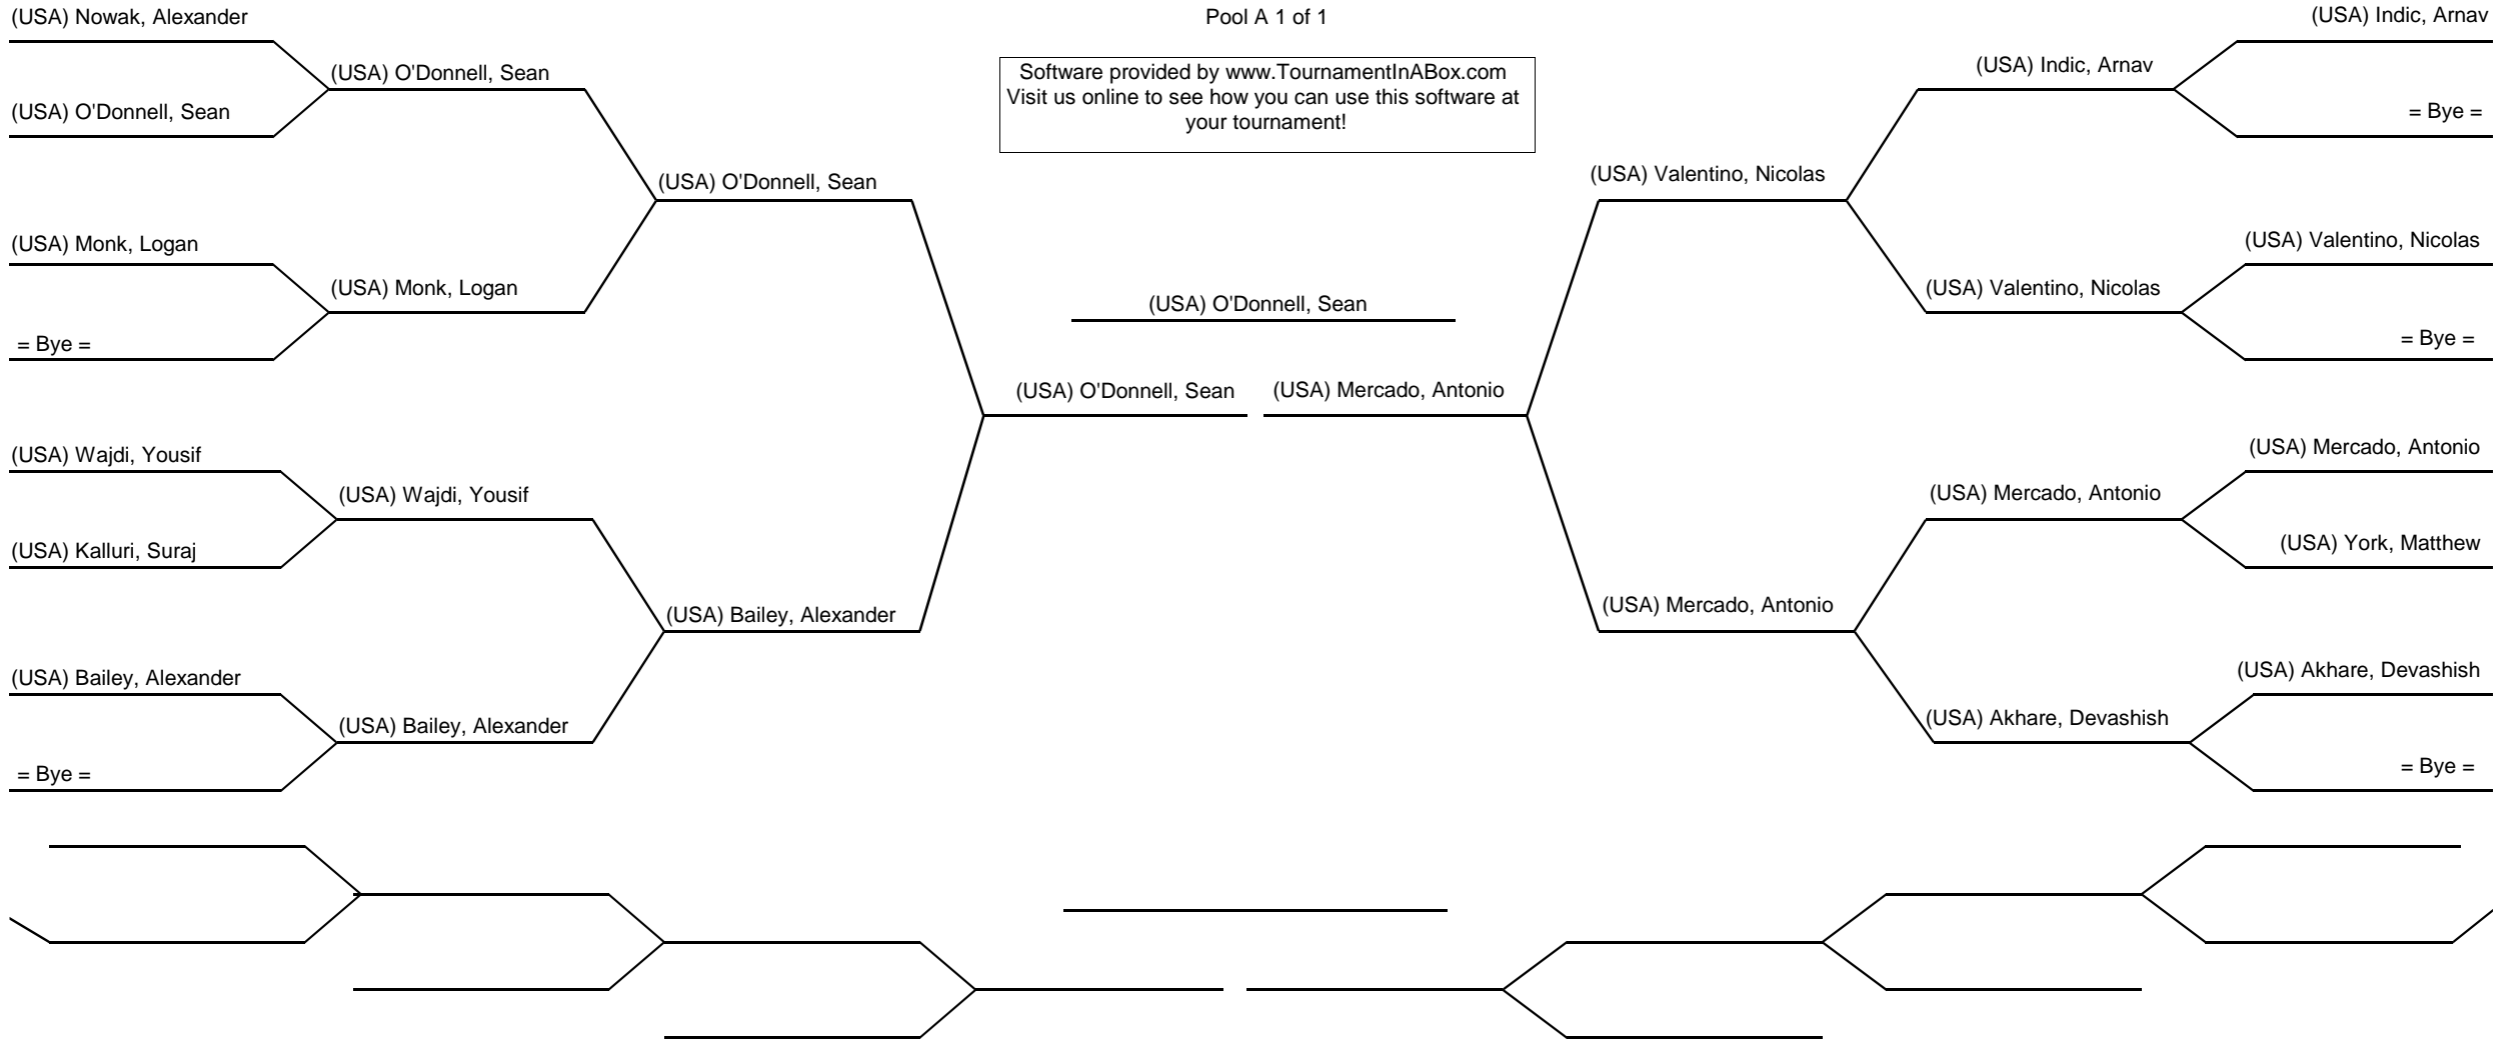 (USA) Nowak, Alexander
(USA) O'Donnell, Sean
(USA) Monk, Logan
= Bye =
(USA) Wajdi, Yousif
(USA) Kalluri, Suraj
(USA) Bailey, Alexander
= Bye =
(USA) O'Donnell, Sean
(USA) Monk, Logan
(USA) Wajdi, Yousif
(USA) Bailey, Alexander
(USA) O'Donnell, Sean
(USA) Bailey, Alexander
Pool A 1 of 1
Software provided by www.TournamentInABox.com
Visit us online to see how you can use this software at
your tournament!
(USA) O'Donnell, Sean
(USA) O'Donnell, Sean
(USA) Mercado, Antonio
(USA) Valentino, Nicolas
(USA) Mercado, Antonio
(USA) Indic, Arnav
(USA) Valentino, Nicolas
(USA) Mercado, Antonio
(USA) Akhare, Devashish
(USA) Indic, Arnav
= Bye =
(USA) Valentino, Nicolas
= Bye =
(USA) Mercado, Antonio
(USA) York, Matthew
(USA) Akhare, Devashish
= Bye =